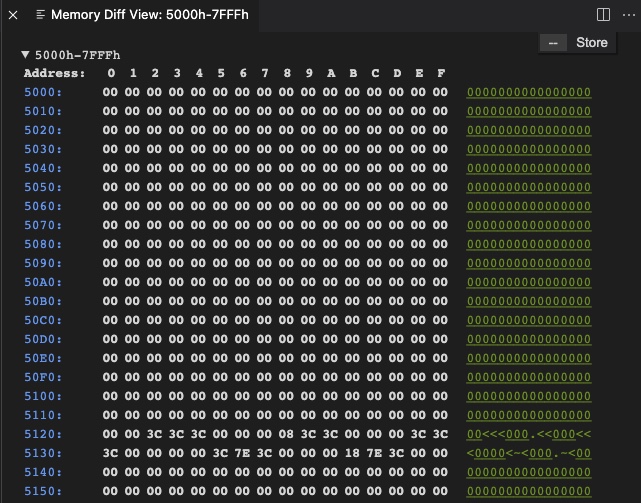 Memory Diff View: 5000h-7FFFh
-- Store
▼ 5000h-7FFFh
Address: 0 1 2 3 4 5 6 7 8 9 A B C D E F
5000: 00 00 00 00 00 00 00 00 00 00 00 00 00 00 00 00 0000000000000000
5010: 00 00 00 00 00 00 00 00 00 00 00 00 00 00 00 00 0000000000000000
5020: 00 00 00 00 00 00 00 00 00 00 00 00 00 00 00 00 0000000000000000
5030: 00 00 00 00 00 00 00 00 00 00 00 00 00 00 00 00 0000000000000000
5040: 00 00 00 00 00 00 00 00 00 00 00 00 00 00 00 00 0000000000000000
5050: 00 00 00 00 00 00 00 00 00 00 00 00 00 00 00 00 0000000000000000
5060: 00 00 00 00 00 00 00 00 00 00 00 00 00 00 00 00 0000000000000000
5070: 00 00 00 00 00 00 00 00 00 00 00 00 00 00 00 00 0000000000000000
5080: 00 00 00 00 00 00 00 00 00 00 00 00 00 00 00 00 0000000000000000
5090: 00 00 00 00 00 00 00 00 00 00 00 00 00 00 00 00 0000000000000000
50A0: 00 00 00 00 00 00 00 00 00 00 00 00 00 00 00 00 0000000000000000
50B0: 00 00 00 00 00 00 00 00 00 00 00 00 00 00 00 00 0000000000000000
50C0: 00 00 00 00 00 00 00 00 00 00 00 00 00 00 00 00 0000000000000000
50D0: 00 00 00 00 00 00 00 00 00 00 00 00 00 00 00 00 0000000000000000
50E0: 00 00 00 00 00 00 00 00 00 00 00 00 00 00 00 00 0000000000000000
50F0: 00 00 00 00 00 00 00 00 00 00 00 00 00 00 00 00 0000000000000000
5100: 00 00 00 00 00 00 00 00 00 00 00 00 00 00 00 00 0000000000000000
5110: 00 00 00 00 00 00 00 00 00 00 00 00 00 00 00 00 0000000000000000
5120: 00 00 3C 3C 3C 00 00 00 08 3C 3C 00 00 00 3C 3C 00<<<000.<<000<<
5130: 3C 00 00 00 00 3C 7E 3C 00 00 00 18 7E 3C 00 00 <0000<~<000.~<00
5140: 00 00 00 00 00 00 00 00 00 00 00 00 00 00 00 00 0000000000000000
5150: 00 00 00 00 00 00 00 00 00 00 00 00 00 00 00 00 0000000000000000